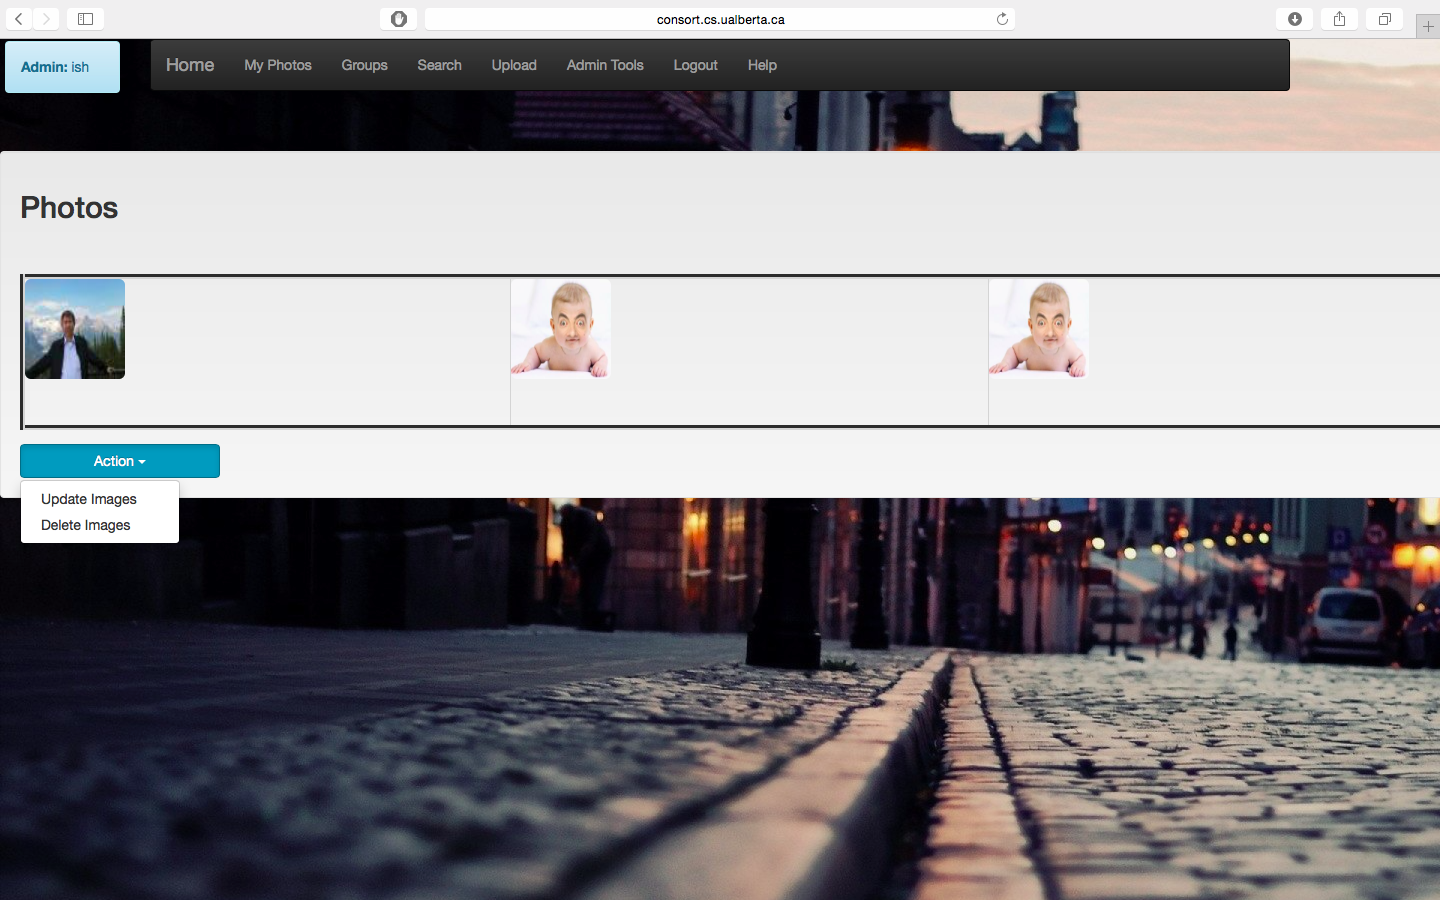 consort.cs.ualberta.ca
Admin: ish
Home My Photos Groups Search Upload Admin Tools Logout Help
Photos
Action
Update Images
Delete Images